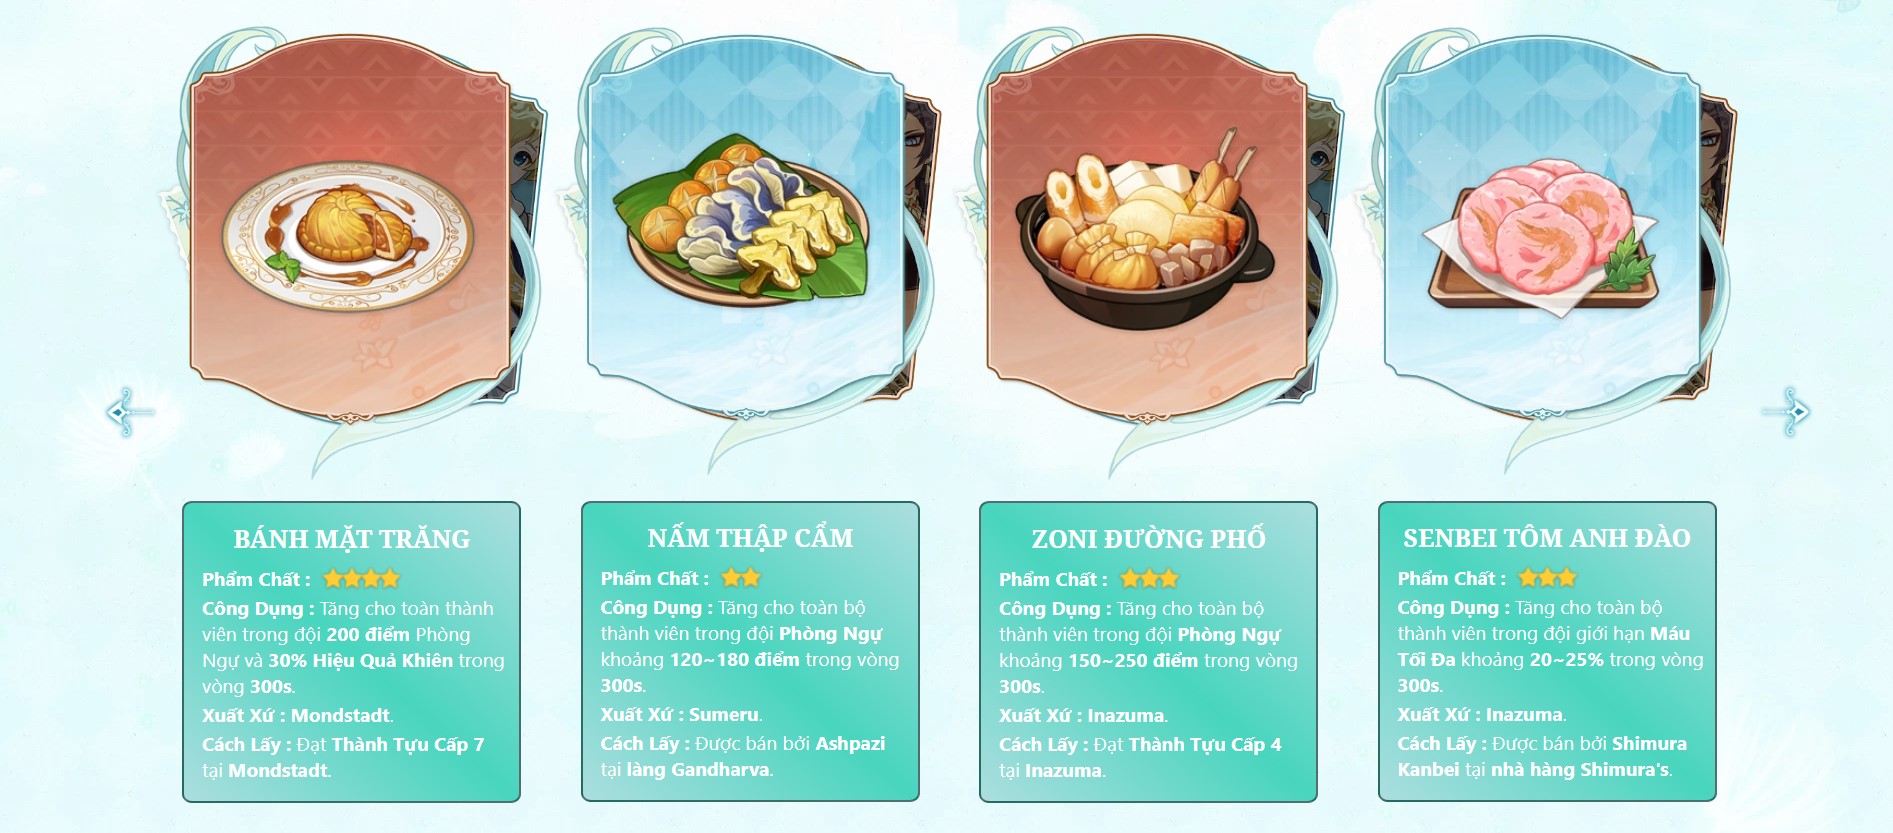 BÁNH MẶT TRĂNG
Phẩm Chất :
Công Dụng : Tăng cho toàn thành
viên trong đội 200 điểm Phòng
Ngự và 30% Hiệu Quả Khiên trong
vòng 300s.
Xuất Xứ : Mondstadt.
Cách Lấy : Đạt Thành Tựu Cấp 7
tại Mondstadt.
NẤM THẬP CẨM
Phẩm Chất :
Công Dụng : Tăng cho toàn bộ
thành viên trong đội Phòng Ngự
khoảng 120~180 điểm trong vòng
300s.
Xuất Xứ : Sumeru.
Cách Lấy : Được bán bởi Ashpazi
tại làng Gandharva.
ZONI ĐƯỜNG PHỐ
Phẩm Chất :
Công Dụng : Tăng cho toàn bộ
thành viên trong đội Phòng Ngự
khoảng 150~250 điểm trong vòng
300s.
Xuất Xứ : Inazuma.
Cách Lấy : Đạt Thành Tựu Cấp 4
tại Inazuma.
SENBEI TÔM ANH ĐÀO
Phẩm Chất :
Công Dụng : Tăng cho toàn bộ
thành viên trong đội giới hạn Máu
Tối Đa khoảng 20~25% trong vòng
300s.
Xuất Xứ : Inazuma.
Cách Lấy : Được bán bởi Shimura
Kanbei tại nhà hàng Shimura's.